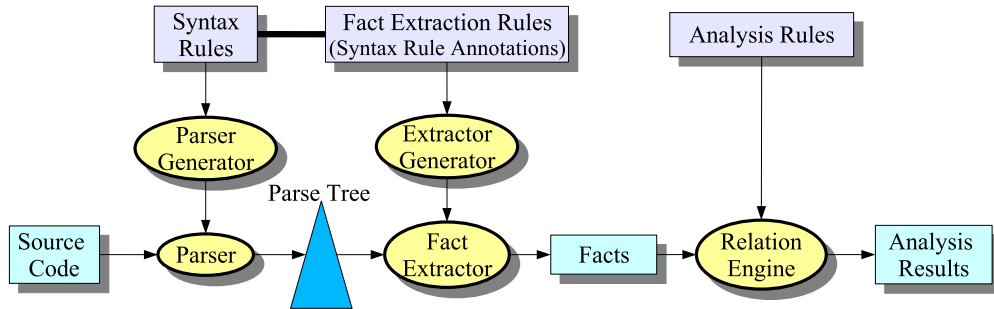 Syntax
Rules
Fact Extraction Rules
(Syntax Rule Annotations)
Analysis Rules
Parser
Generator
Extractor
Generator
Parse Tree
Source
Code
Parser
Fact
Extractor
Facts
Relation
Engine
Analysis
Results